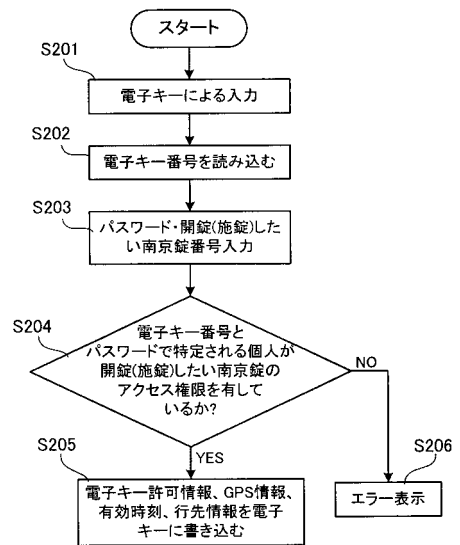 スタート
S201
電子キーによる入力
S202
電子キー番号を読み込む
S203
パスワード・開錠(施錠)した
い南京錠番号入力
S204
電子キー番号と
パスワードで特定される個人が
開錠(施錠)したい南京錠の
アクセス権限を有して
いるか?
NO
YES
S205
電子キー許可情報、GPS情報、
有効時刻、行先情報を電子
キーに書き込む
S206
エラー表示